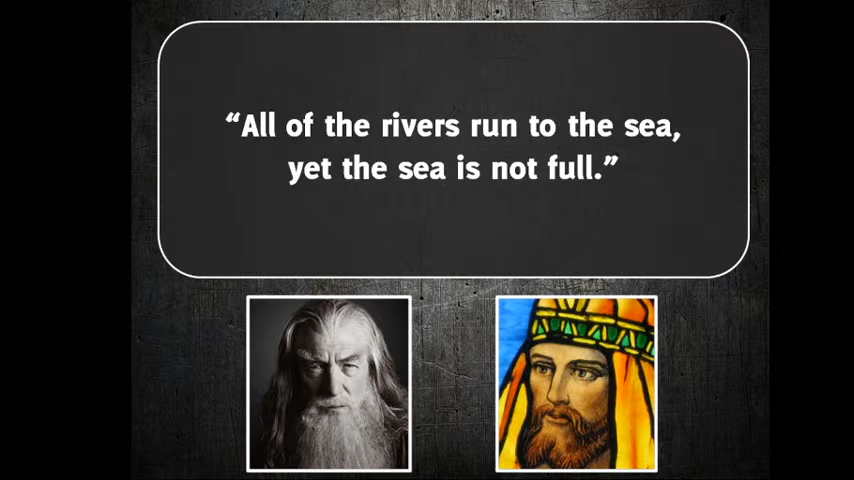 “All of the rivers run to the sea,
yet the sea is not full.”